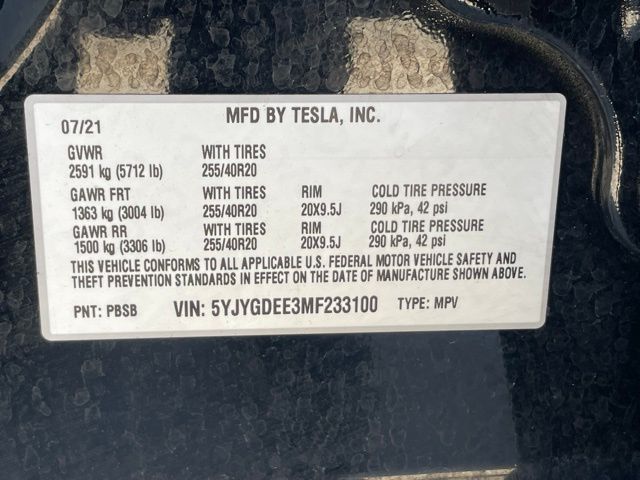 MFD BY TESLA, INC.
07/21
GVWR WITH TIRES
2591 kg (5712 lb) 255/40R20
GAWR FRT WITH TIRES RIM COLD TIRE PRESSURE
1363 kg (3004 lb) 255/40R20 20X9.5J 290 kPa, 42 psi
GAWR RR WITH TIRES RIM COLD TIRE PRESSURE
1500 kg (3306 lb) 255/40R20 20X9.5J 290 kPa, 42 psi
THIS VEHICLE CONFORMS TO ALL APPLICABLE U.S. FEDERAL MOTOR VEHICLE SAFETY AND
THEFT PREVENTION STANDARDS IN EFFECT ON THE DATE OF MANUFACTURE SHOWN ABOVE.
PNT: PBSB VIN: 5YJYGDEE3MF233100 TYPE: MPV